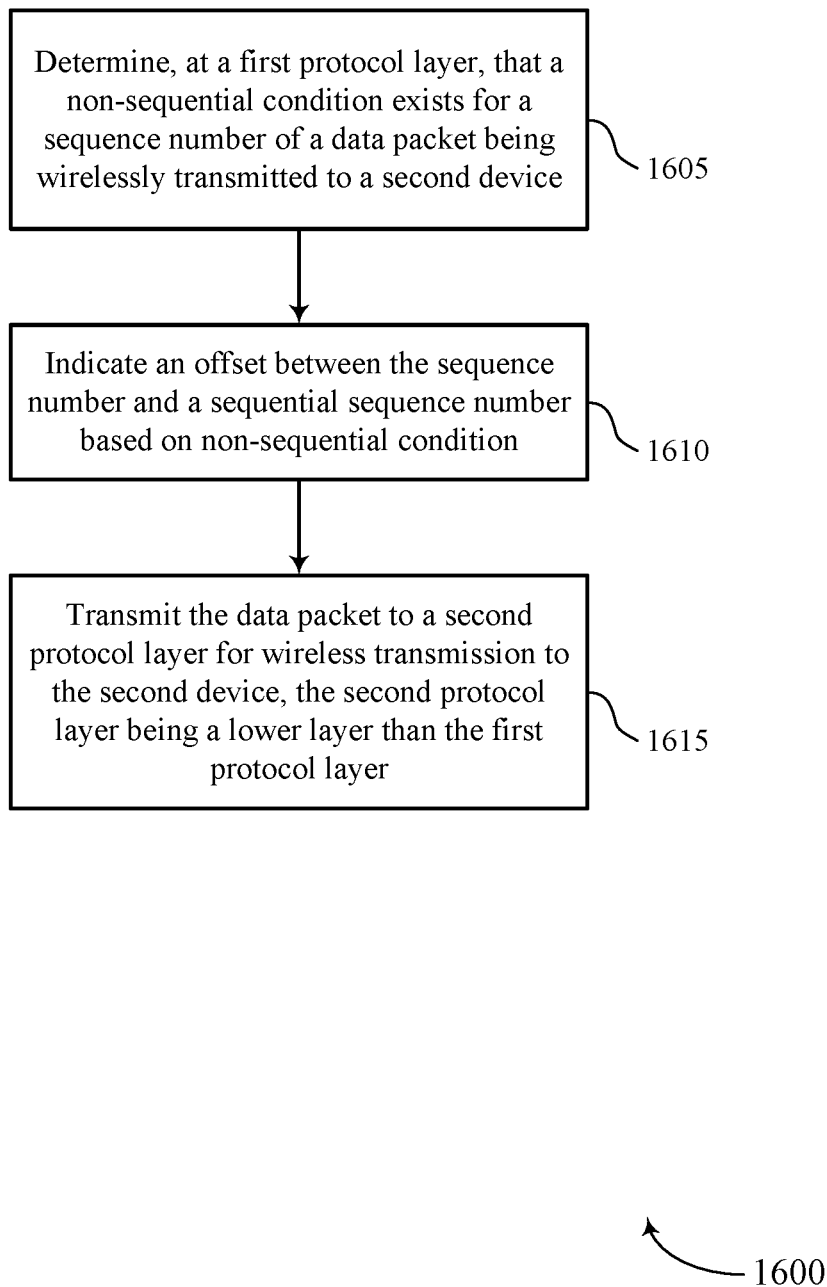 Determine, at a first protocol layer, that a
non-sequential condition exists for a
sequence number of a data packet being
wirelessly transmitted to a second device
1605
Indicate an offset between the sequence
number and a sequential sequence number
based on non-sequential condition
1610
Transmit the data packet to a second
protocol layer for wireless transmission to
the second device, the second protocol
layer being a lower layer than the first
protocol layer
1615
1600